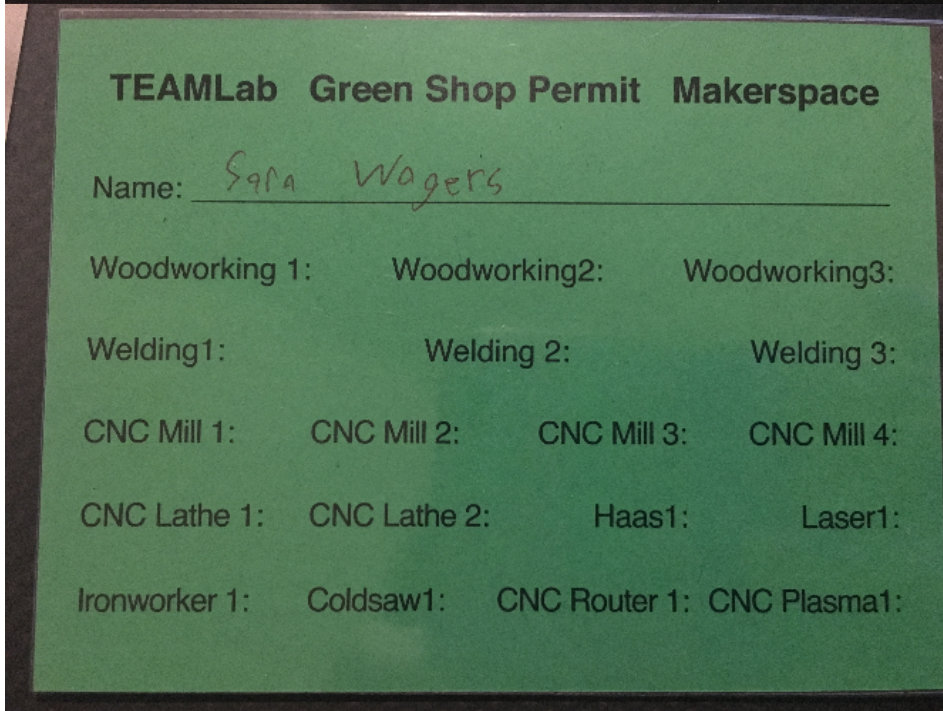 TEAMLab Green Shop Permit Makerspace
Name: Sara Wagers
Woodworking 1: Woodworking2: Woodworking3:
Welding1: Welding 2: Welding 3:
CNC Mill 1: CNC Mill 2: CNC Mill 3: CNC Mill 4:
CNC Lathe 1: CNC Lathe 2: Haas1: Laser1:
Ironworker 1: Coldsaw1: CNC Router 1: CNC Plasma1: